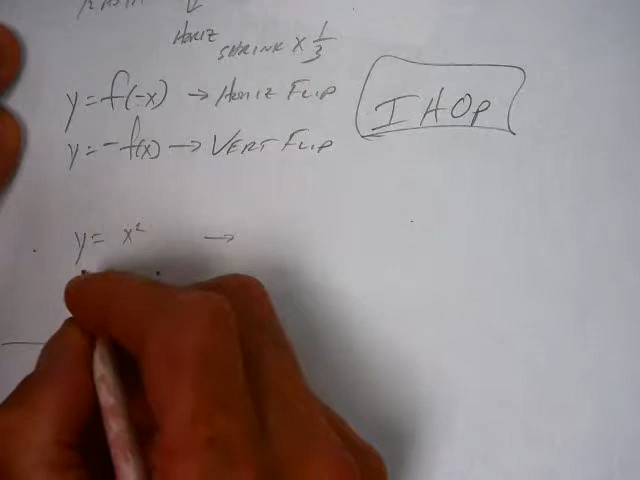 HORIZ
SHRINK × 1/3
y = f(-x) → HORIZ FLIP
y = -f(x) → VERT FLIP
IHOP
y = x² →